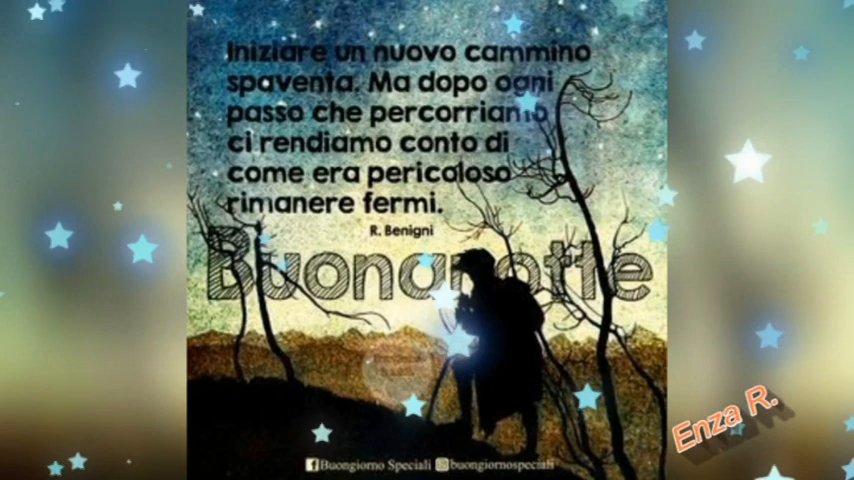 Iniziare un nuovo cammino
spaventa. Ma dopo ogni
passo che percorriamo
ci rendiamo conto di
come era pericoloso
rimanere fermi.
R. Benigni
Buonanotte
Buongiorno Speciali buongiornospeciali
Enza R.